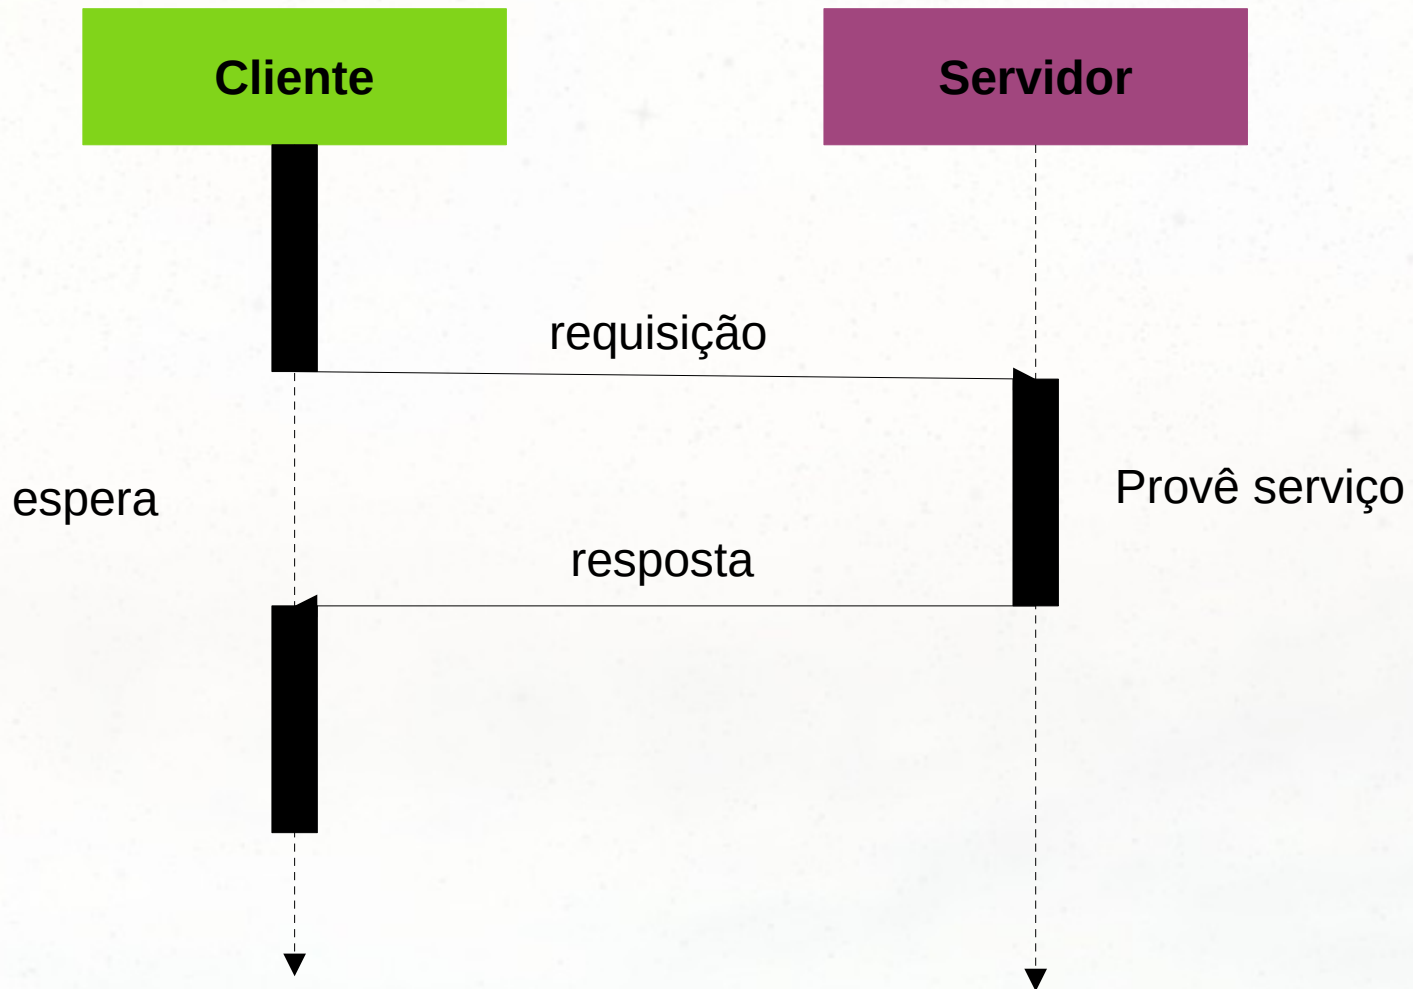 Cliente
Servidor
requisição
espera
Provê serviço
resposta